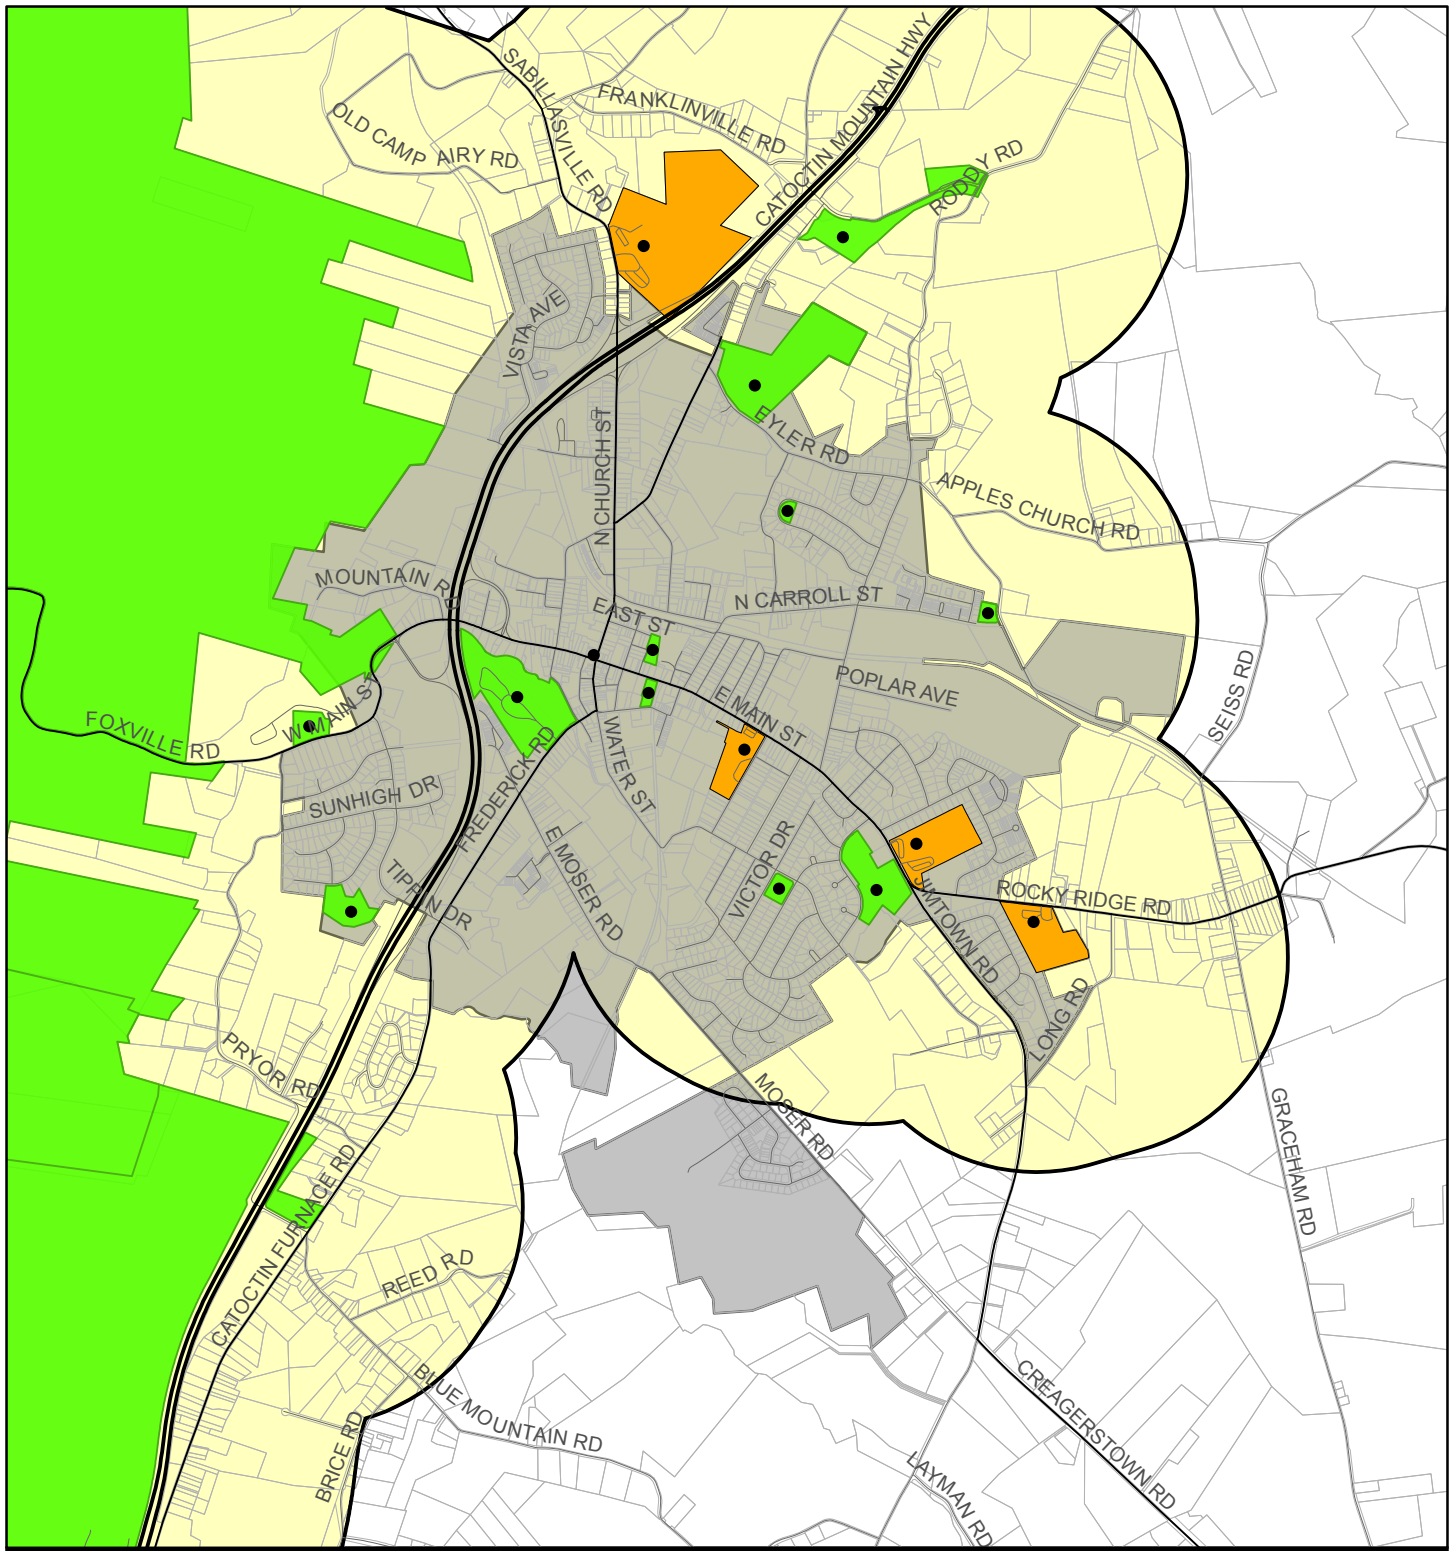 SABILLASVILLE RD
FRANKLINVILLE RD
CATOCTIN MOUNTAIN HWY
OLD CAMP AIRY RD
RODDY RD
VISTA AVE
N CHURCH ST
EYLER RD
APPLES CHURCH RD
MOUNTAIN RD
EAST ST
N CARROLL ST
POPLAR AVE
SEISS RD
FOXVILLE RD
W MAIN ST
E MAIN ST
WATER ST
FREDERICK RD
SUNHIGH DR
TIPPIN DR
E MOSER RD
VICTOR DR
JIMTOWN RD
ROCKY RIDGE RD
LONG RD
PRYOR RD
MOSER RD
GRACEHAM RD
CATOCTIN FURNACE RD
REED RD
BLUE MOUNTAIN RD
BRICE RD
CREAGERSTOWN RD
LAYMAN RD